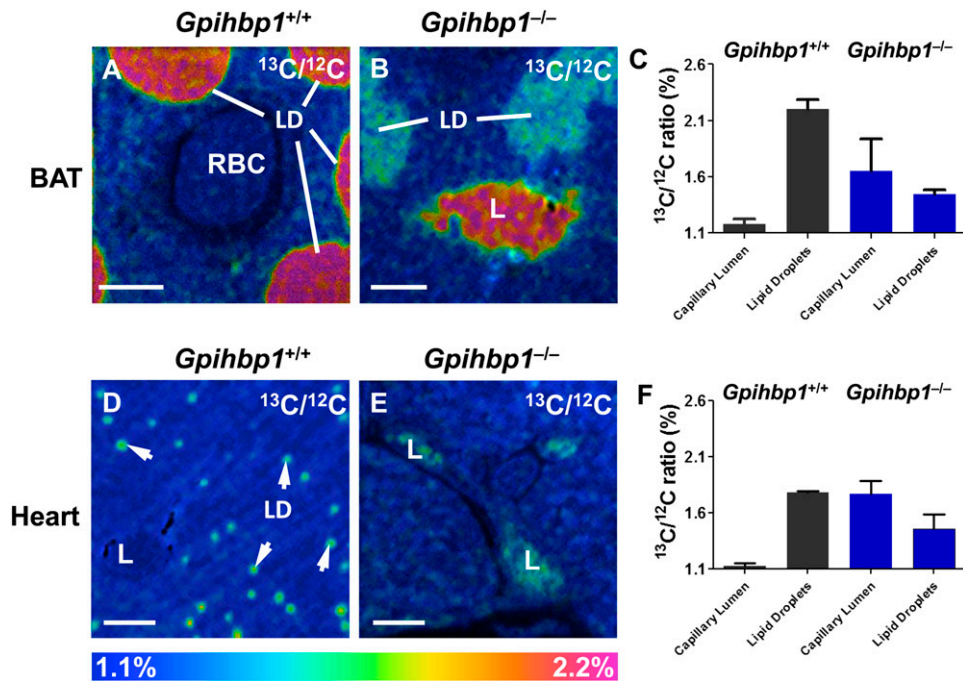 Gpihbp1+/+
Gpihbp1–/–
BAT
A
13C/12C
LD
RBC
B
13C/12C
LD
L
C
Gpihbp1+/+
Gpihbp1–/–
13C/12C ratio (%)
2.6
2.1
1.6
1.1
Capillary Lumen
Lipid Droplets
Capillary Lumen
Lipid Droplets
Gpihbp1+/+
Gpihbp1–/–
Heart
D
13C/12C
LD
L
E
13C/12C
L
L
F
Gpihbp1+/+
Gpihbp1–/–
13C/12C ratio (%)
2.6
2.1
1.6
1.1
Capillary Lumen
Lipid Droplets
Capillary Lumen
Lipid Droplets
1.1%
2.2%